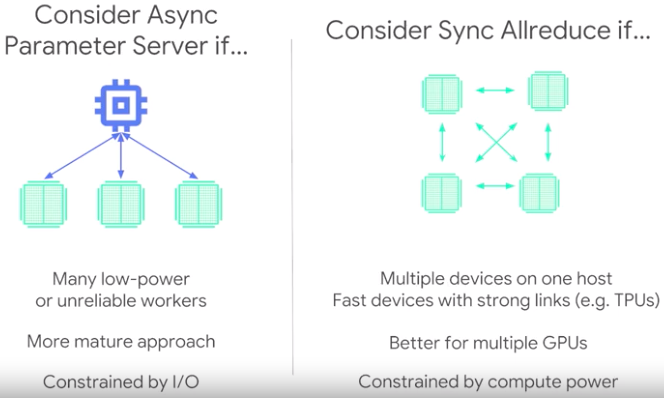 Consider Async
Parameter Server if...
Many low-power
or unreliable workers
More mature approach
Constrained by I/O
Consider Sync Allreduce if...
Multiple devices on one host
Fast devices with strong links (e.g. TPUs)
Better for multiple GPUs
Constrained by compute power